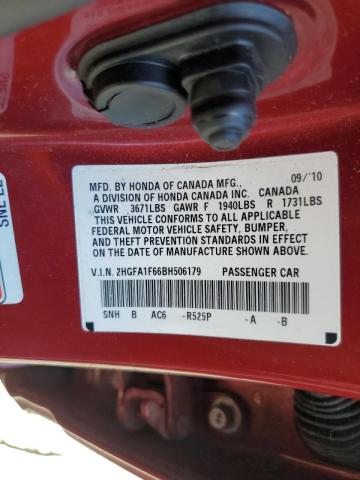 09/'10
MFD. BY HONDA OF CANADA MFG.,
A DIVISION OF HONDA CANADA INC. CANADA
GVWR 3671LBS GAWR F 1940LBS R 1731LBS
THIS VEHICLE CONFORMS TO ALL APPLICABLE
FEDERAL MOTOR VEHICLE SAFETY, BUMPER,
AND THEFT PREVENTION STANDARDS IN EFFECT
ON THE DATE OF MANUFACTURE SHOWN ABOVE.
V.I.N. 2HGFA1F66BH506179 PASSENGER CAR
SNH B AC6 -R525P -A -B